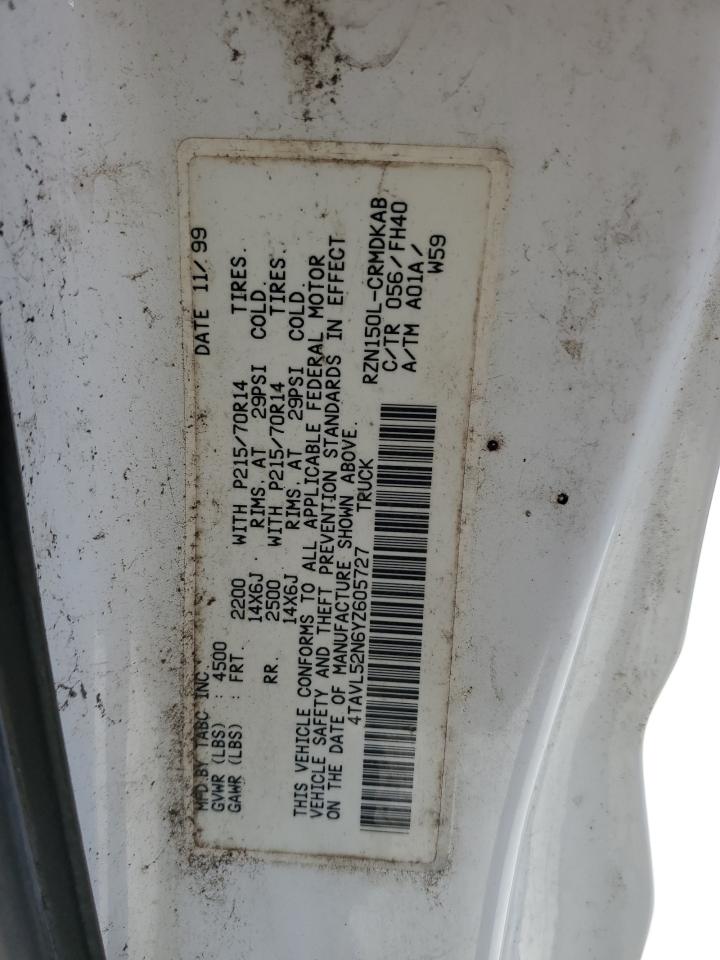 MFD BY TABC INC. DATE 11/99
GVWR (LBS) : 4500
GAWR (LBS) : FRT. 2200 WITH P215/70R14 TIRES.
14X6J RIMS. AT 29PSI COLD.
RR. 2500 WITH P215/70R14 TIRES.
14X6J RIMS. AT 29PSI COLD.
THIS VEHICLE CONFORMS TO ALL APPLICABLE FEDERAL MOTOR
VEHICLE SAFETY AND THEFT PREVENTION STANDARDS IN EFFECT
ON THE DATE OF MANUFACTURE SHOWN ABOVE.
4TAVL52N6YZ605727 TRUCK RZN150L-CRMDKAB
C/TR 056/FH40
A/TM A01A/
W59